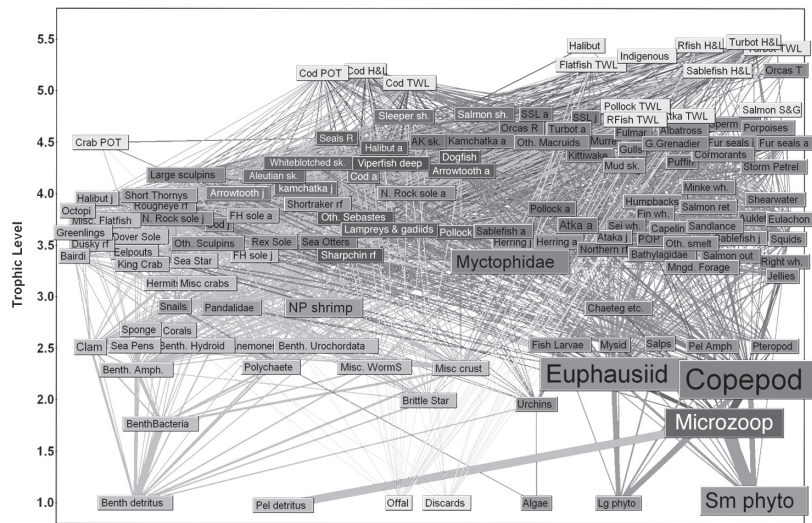 5.5
5.0
4.5
4.0
3.5
3.0
2.5
2.0
1.5
1.0
Trophic Level
Halibut
Flatfish TWL
Indigenous
Rfish H&L
Turbot H&L
Turbot TWL
Sablefish H&L
Orcas T
Cod POT
Cod H&L
Cod TWL
Pollock TWL
RFish TWL
Atka TWL
Salmon S&G
Sleeper sh.
Salmon sh.
SSL a
SSL j
Orcas R
Turbot a
Fulmar
Albatross
Sperm
Porpoises
Crab POT
Seals R
Halibut a
AK sk.
Kamchatka a
Oth. Macruids
Murre
Gulls
G.Grenadier
Fur seals j
Fur seals a
Whiteblotched sk.
Viperfish deep
Dogfish
Kittiwake
Mud sk.
Puffin
Cormorants
Storm Petrel
Large sculpins
Aleutian sk.
Cod a
Arrowtooth a
Halibut j
Short Thornys
Rougheye rf
Arrowtooth j
kamchatka j
N. Rock sole a
Minke wh.
Shearwater
Octopi
Misc. Flatfish
N. Rock sole j
Cod j
FH sole a
Shortraker rf
Oth. Sebastes
Pollock a
Humpbacks
Fin wh.
Salmon ret
Auklet
Eulachon
Greenlings
Dusky rf
Dover Sole
Oth. Sculpins
Rex Sole
Sea Otters
Lampreys & gadiids
Pollock
Sablefish a
Herring j
Herring a
Atka a
Ataka j
Sei wh.
Capelin
Sandlance
POP
Oth. smelt
Sablefish j
Squids
Bairdi
Eelpouts
King Crab
Sea Star
FH sole j
Sharpchin rf
Myctophidae
Northern rf
Bathylagidae
Mngd. Forage
Salmon out
Right wh.
Jellies
Hermits
Misc crabs
Snails
Pandalidae
NP shrimp
Chaeteg etc.
Sponge
Corals
Clam
Sea Pens
Benth. Hydroid
Anemones
Benth. Urochordata
Fish Larvae
Mysid
Salps
Pel Amph
Pteropod
Benth. Amph.
Polychaete
Misc. WormS
Misc crust
Euphausiid
Copepod
Brittle Star
Urchins
BenthBacteria
Microzoop
Benth detritus
Pel detritus
Offal
Discards
Algae
Lg phyto
Sm phyto